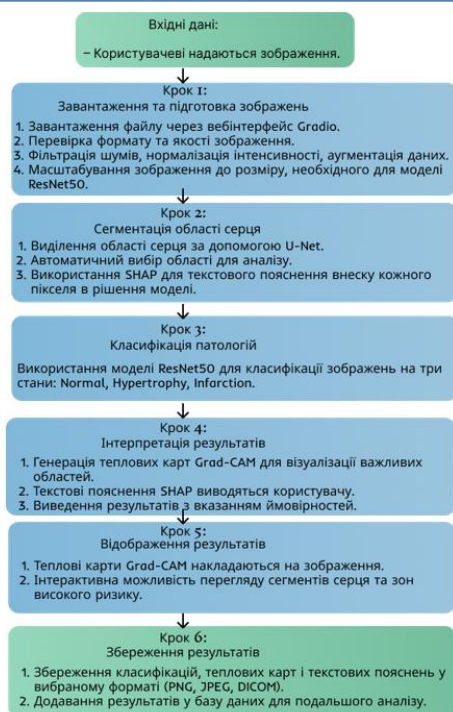 Вхідні дані:
– Користувачеві надаються зображення.
Крок 1:
Завантаження та підготовка зображень
1. Завантаження файлу через вебінтерфейс Gradio.
2. Перевірка формату та якості зображення.
3. Фільтрація шумів, нормалізація інтенсивності, аугментація даних.
4. Масштабування зображення до розміру, необхідного для моделі
ResNet50.
Крок 2:
Сегментація області серця
1. Виділення області серця за допомогою U-Net.
2. Автоматичний вибір області для аналізу.
3. Використання SHAP для текстового пояснення внеску кожного
пікселя в рішення моделі.
Крок 3:
Класифікація патологій
Використання моделі ResNet50 для класифікації зображень на три
стани: Normal, Hypertrophy, Infarction.
Крок 4:
Інтерпретація результатів
1. Генерація теплових карт Grad-CAM для візуалізації важливих
областей.
2. Текстові пояснення SHAP виводяться користувачу.
3. Виведення результатів з вказанням ймовірностей.
Крок 5:
Відображення результатів
1. Теплові карти Grad-CAM накладаються на зображення.
2. Інтерактивна можливість перегляду сегментів серця та зон
високого ризику.
Крок 6:
Збереження результатів
1. Збереження класифікацій, теплових карт і текстових пояснень у
вибраному форматі (PNG, JPEG, DICOM).
2. Додавання результатів у базу даних для подальшого аналізу.